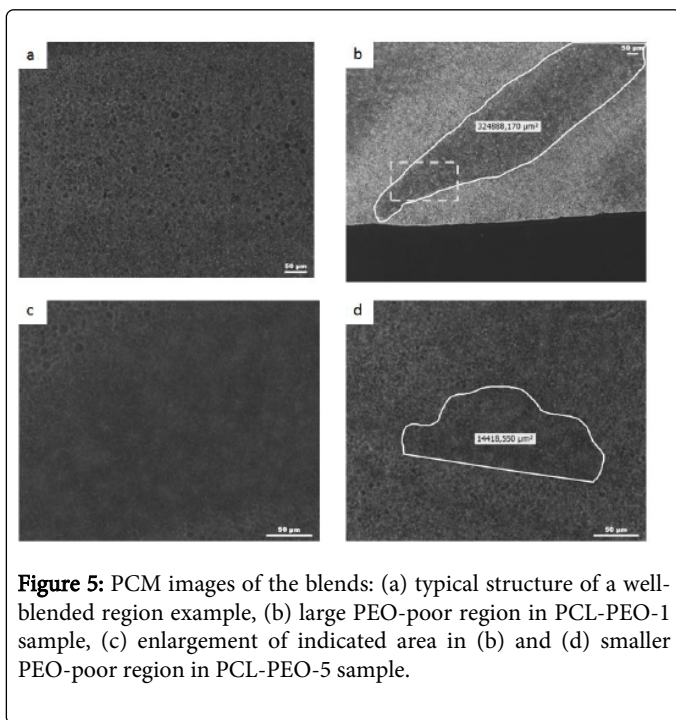 a
b
50 µm
324888,170 µm²
50 µm
c
d
14418,550 µm²
50 µm
50 µm
Figure 5: PCM images of the blends: (a) typical structure of a well-
blended region example, (b) large PEO-poor region in PCL-PEO-1
sample, (c) enlargement of indicated area in (b) and (d) smaller
PEO-poor region in PCL-PEO-5 sample.